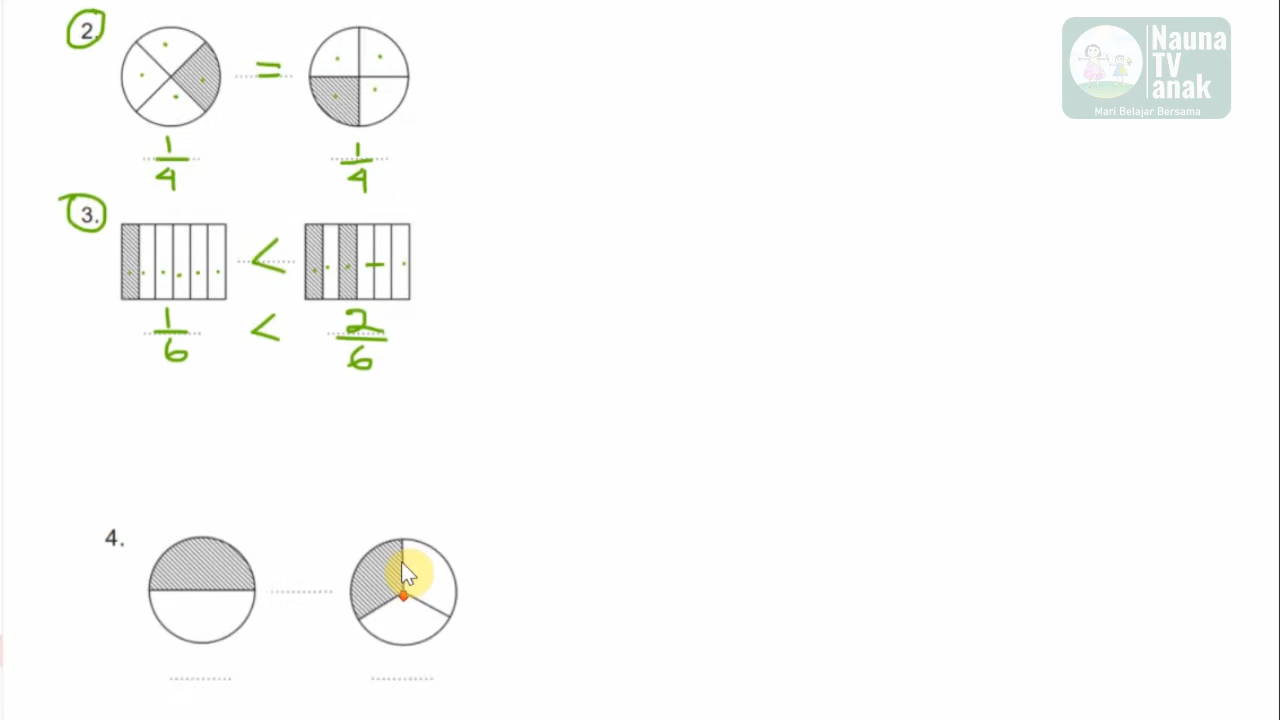 2.
=
1/4
1/4
3.
<
1/6 < 2/6
4.
Nauna
TV
anak
Mari Belajar Bersama